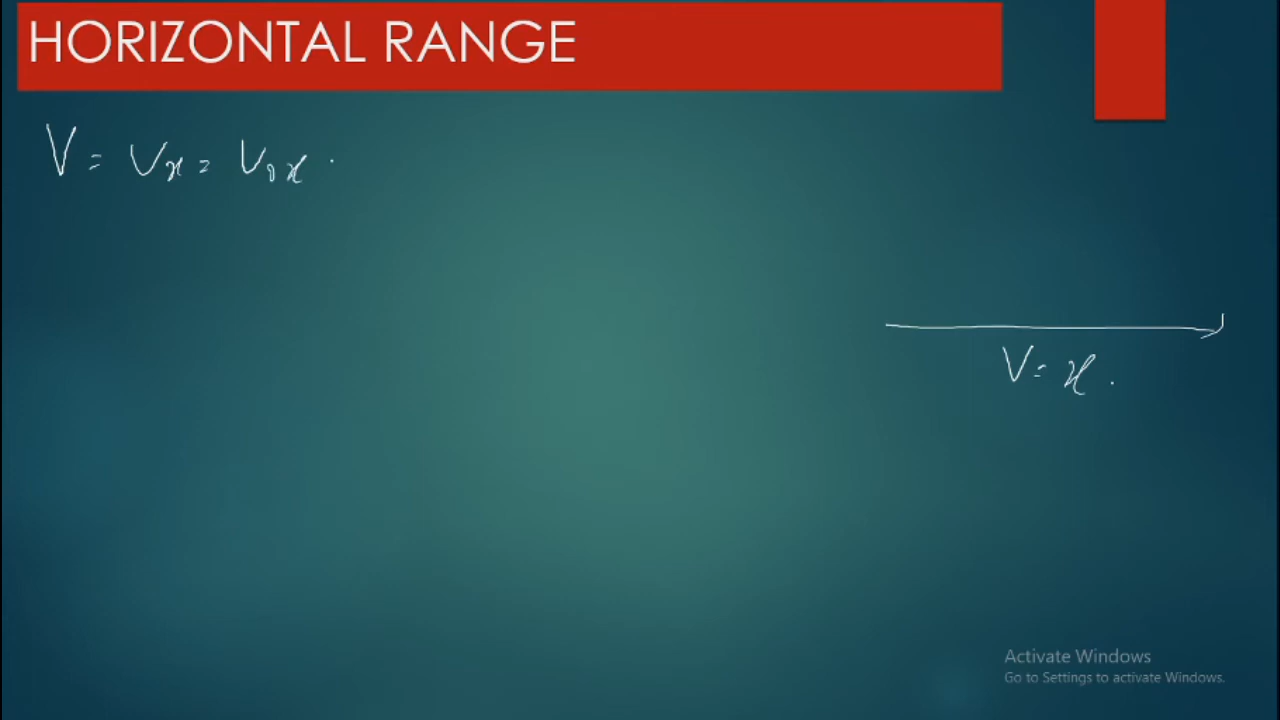 HORIZONTAL RANGE
V = Vx = V0x .
V = x .
Activate Windows
Go to Settings to activate Windows.